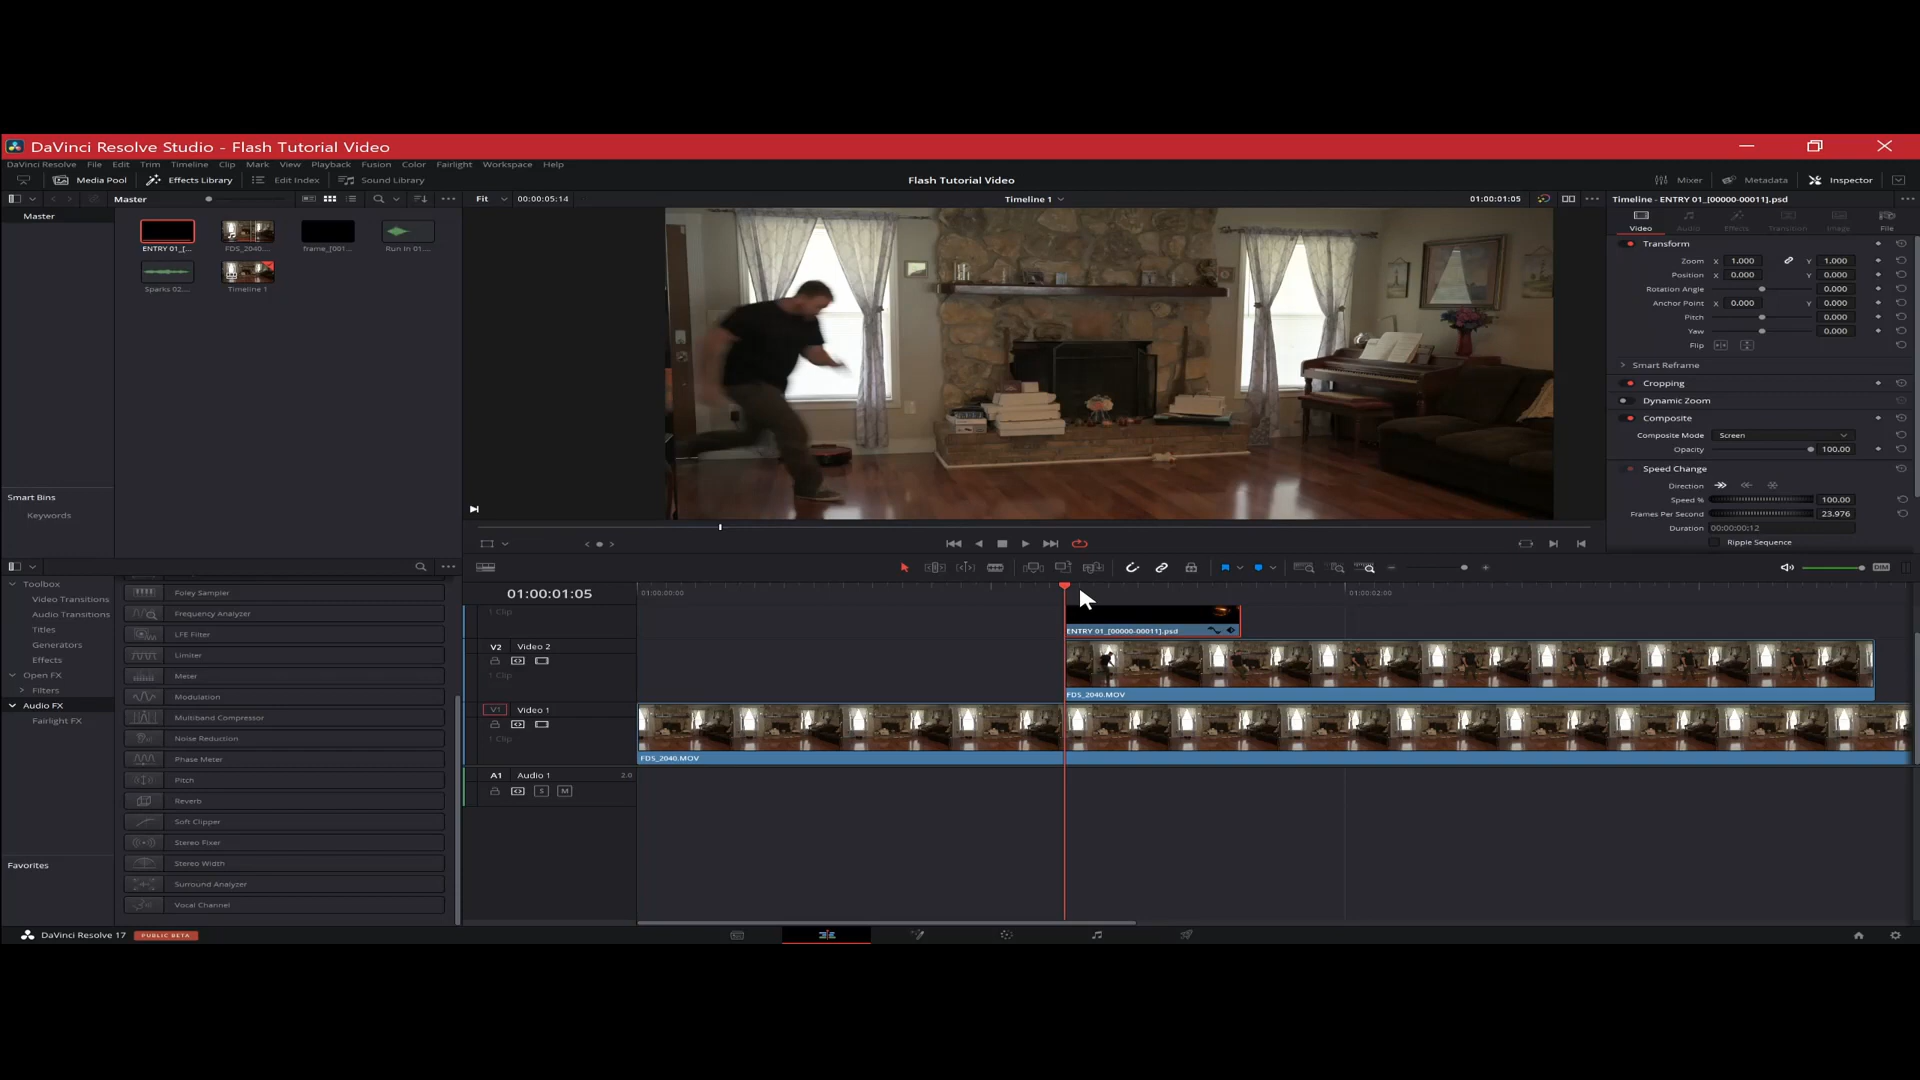 DaVinci Resolve Studio - Flash Tutorial Video
DaVinci Resolve File Edit Trim Timeline Clip Mark View Playback Fusion Color Fairlight Workspace Help
Media Pool Effects Library Edit Index Sound Library Flash Tutorial Video Mixer Metadata Inspector
Master Fit 00:00:05:14 Timeline 1 01:00:01:05 Timeline - ENTRY 01_[00000-00011].psd
Master
Video Audio Effects Transition Image File
ENTRY 01_[... FDS_2040.... frame_[001... Run In 01....
Sparks 02.... Timeline 1
Transform
Zoom X 1.000 Y 1.000
Position X 0.000 Y 0.000
Rotation Angle 0.000
Anchor Point X 0.000 Y 0.000
Pitch 0.000
Yaw 0.000
Flip
Smart Reframe
Cropping
Dynamic Zoom
Composite
Composite Mode Screen
Opacity 100.00
Speed Change
Direction
Speed % 100.00
Frames Per Second 23.976
Duration 00:00:00:12
Ripple Sequence
Smart Bins
Keywords
Toolbox
Video Transitions
Audio Transitions
Titles
Generators
Effects
Open FX
Filters
Audio FX
Fairlight FX
Favorites
Foley Sampler
Frequency Analyzer
LFE Filter
Limiter
Meter
Modulation
Multiband Compressor
Noise Reduction
Phase Meter
Pitch
Reverb
Soft Clipper
Stereo Fixer
Stereo Width
Surround Analyzer
Vocal Channel
DIM
01:00:01:05 01:00:00:00 01:00:02:00
1 Clip
ENTRY 01_[00000-00011].psd
V2 Video 2
1 Clip
FDS_2040.MOV
V1 Video 1
1 Clip
FDS_2040.MOV
A1 Audio 1 2.0
S M
DaVinci Resolve 17 PUBLIC BETA